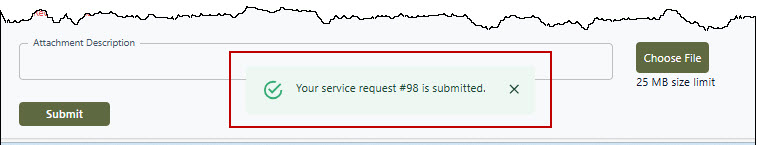 Attachment Description
Choose File
Your service request #98 is submitted.
25 MB size limit
Submit